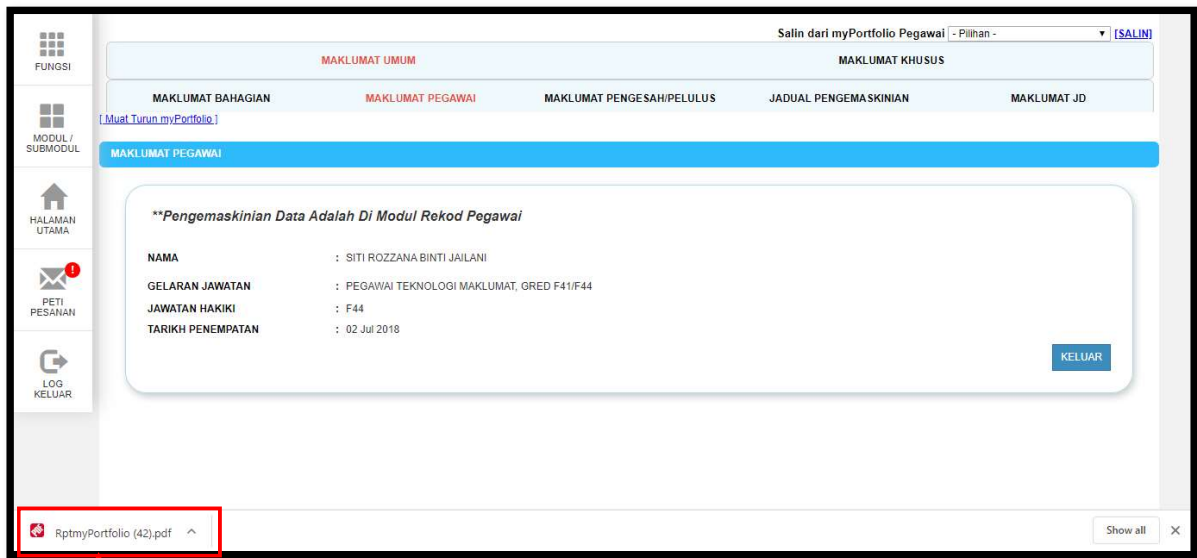 Salin dari myPortfolio Pegawai - Pilihan - [SALIN]
FUNGSI
MAKLUMAT UMUM MAKLUMAT KHUSUS
MAKLUMAT BAHAGIAN MAKLUMAT PEGAWAI MAKLUMAT PENGESAH/PELULUS JADUAL PENGEMASKINIAN MAKLUMAT JD
[ Muat Turun myPortfolio ]
MODUL /
SUBMODUL
MAKLUMAT PEGAWAI
HALAMAN
UTAMA
**Pengemaskinian Data Adalah Di Modul Rekod Pegawai
NAMA : SITI ROZZANA BINTI JAILANI
GELARAN JAWATAN : PEGAWAI TEKNOLOGI MAKLUMAT, GRED F41/F44
JAWATAN HAKIKI : F44
TARIKH PENEMPATAN : 02 Jul 2018
PETI
PESANAN
KELUAR
LOG
KELUAR
RptmyPortfolio (42).pdf
Show all